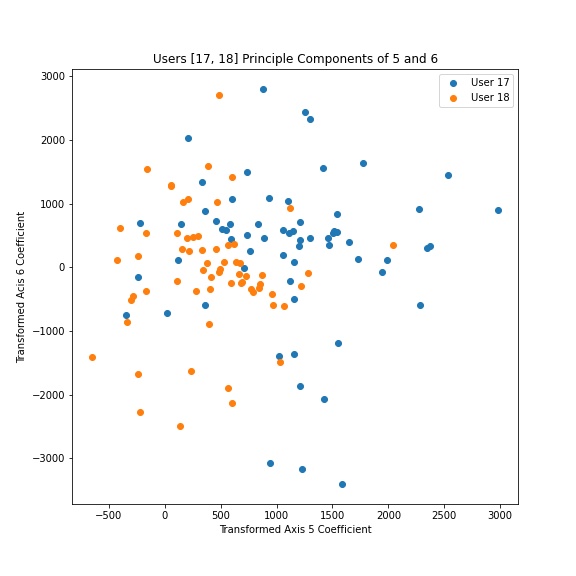 Users [17, 18] Principle Components of 5 and 6
User 17
User 18
3000
2000
1000
0
−1000
−2000
−3000
Transformed Acis 6 Coefficient
−500 0 500 1000 1500 2000 2500 3000
Transformed Axis 5 Coefficient